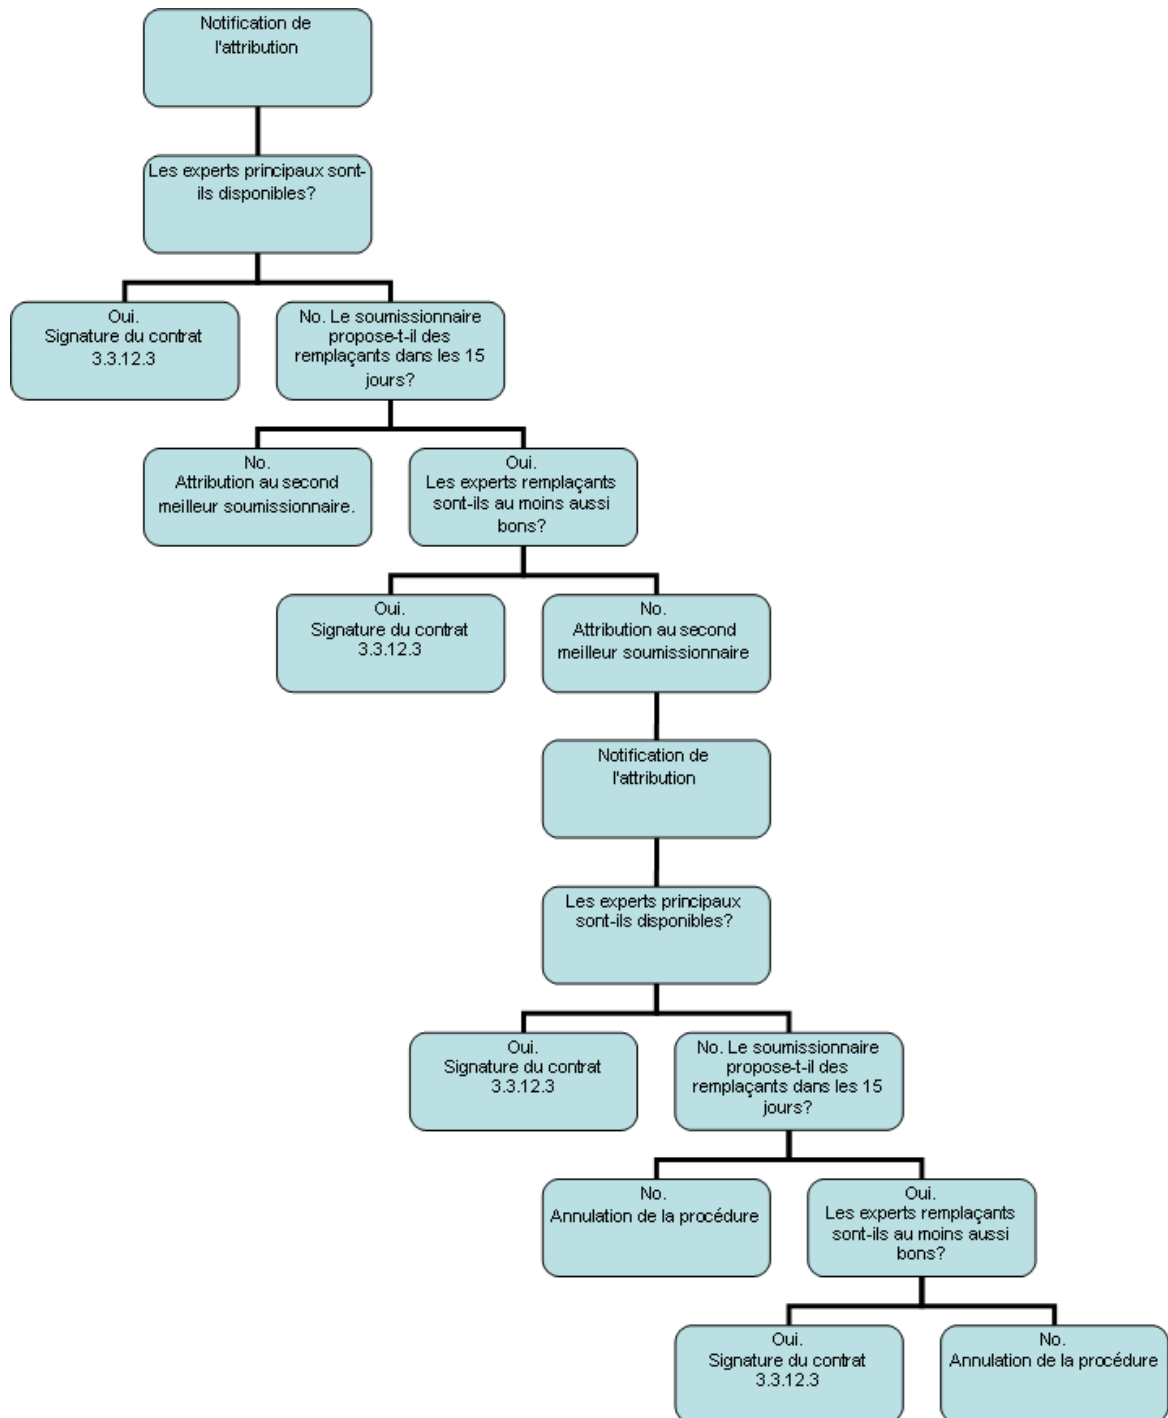 Notification de
l'attribution
Les experts principaux sont-
ils disponibles?
Oui.
Signature du contrat
3.3.12.3
No. Le soumissionnaire
propose-t-il des
remplaçants dans les 15
jours?
No.
Attribution au second
meilleur soumissionnaire.
Oui.
Les experts remplaçants
sont-ils au moins aussi
bons?
Oui.
Signature du contrat
3.3.12.3
No.
Attribution au second
meilleur soumissionnaire
Notification de
l'attribution
Les experts principaux
sont-ils disponibles?
Oui.
Signature du contrat
3.3.12.3
No. Le soumissionnaire
propose-t-il des
remplaçants dans les 15
jours?
No.
Annulation de la procédure
Oui.
Les experts remplaçants
sont-ils au moins aussi
bons?
Oui.
Signature du contrat
3.3.12.3
No.
Annulation de la procédure